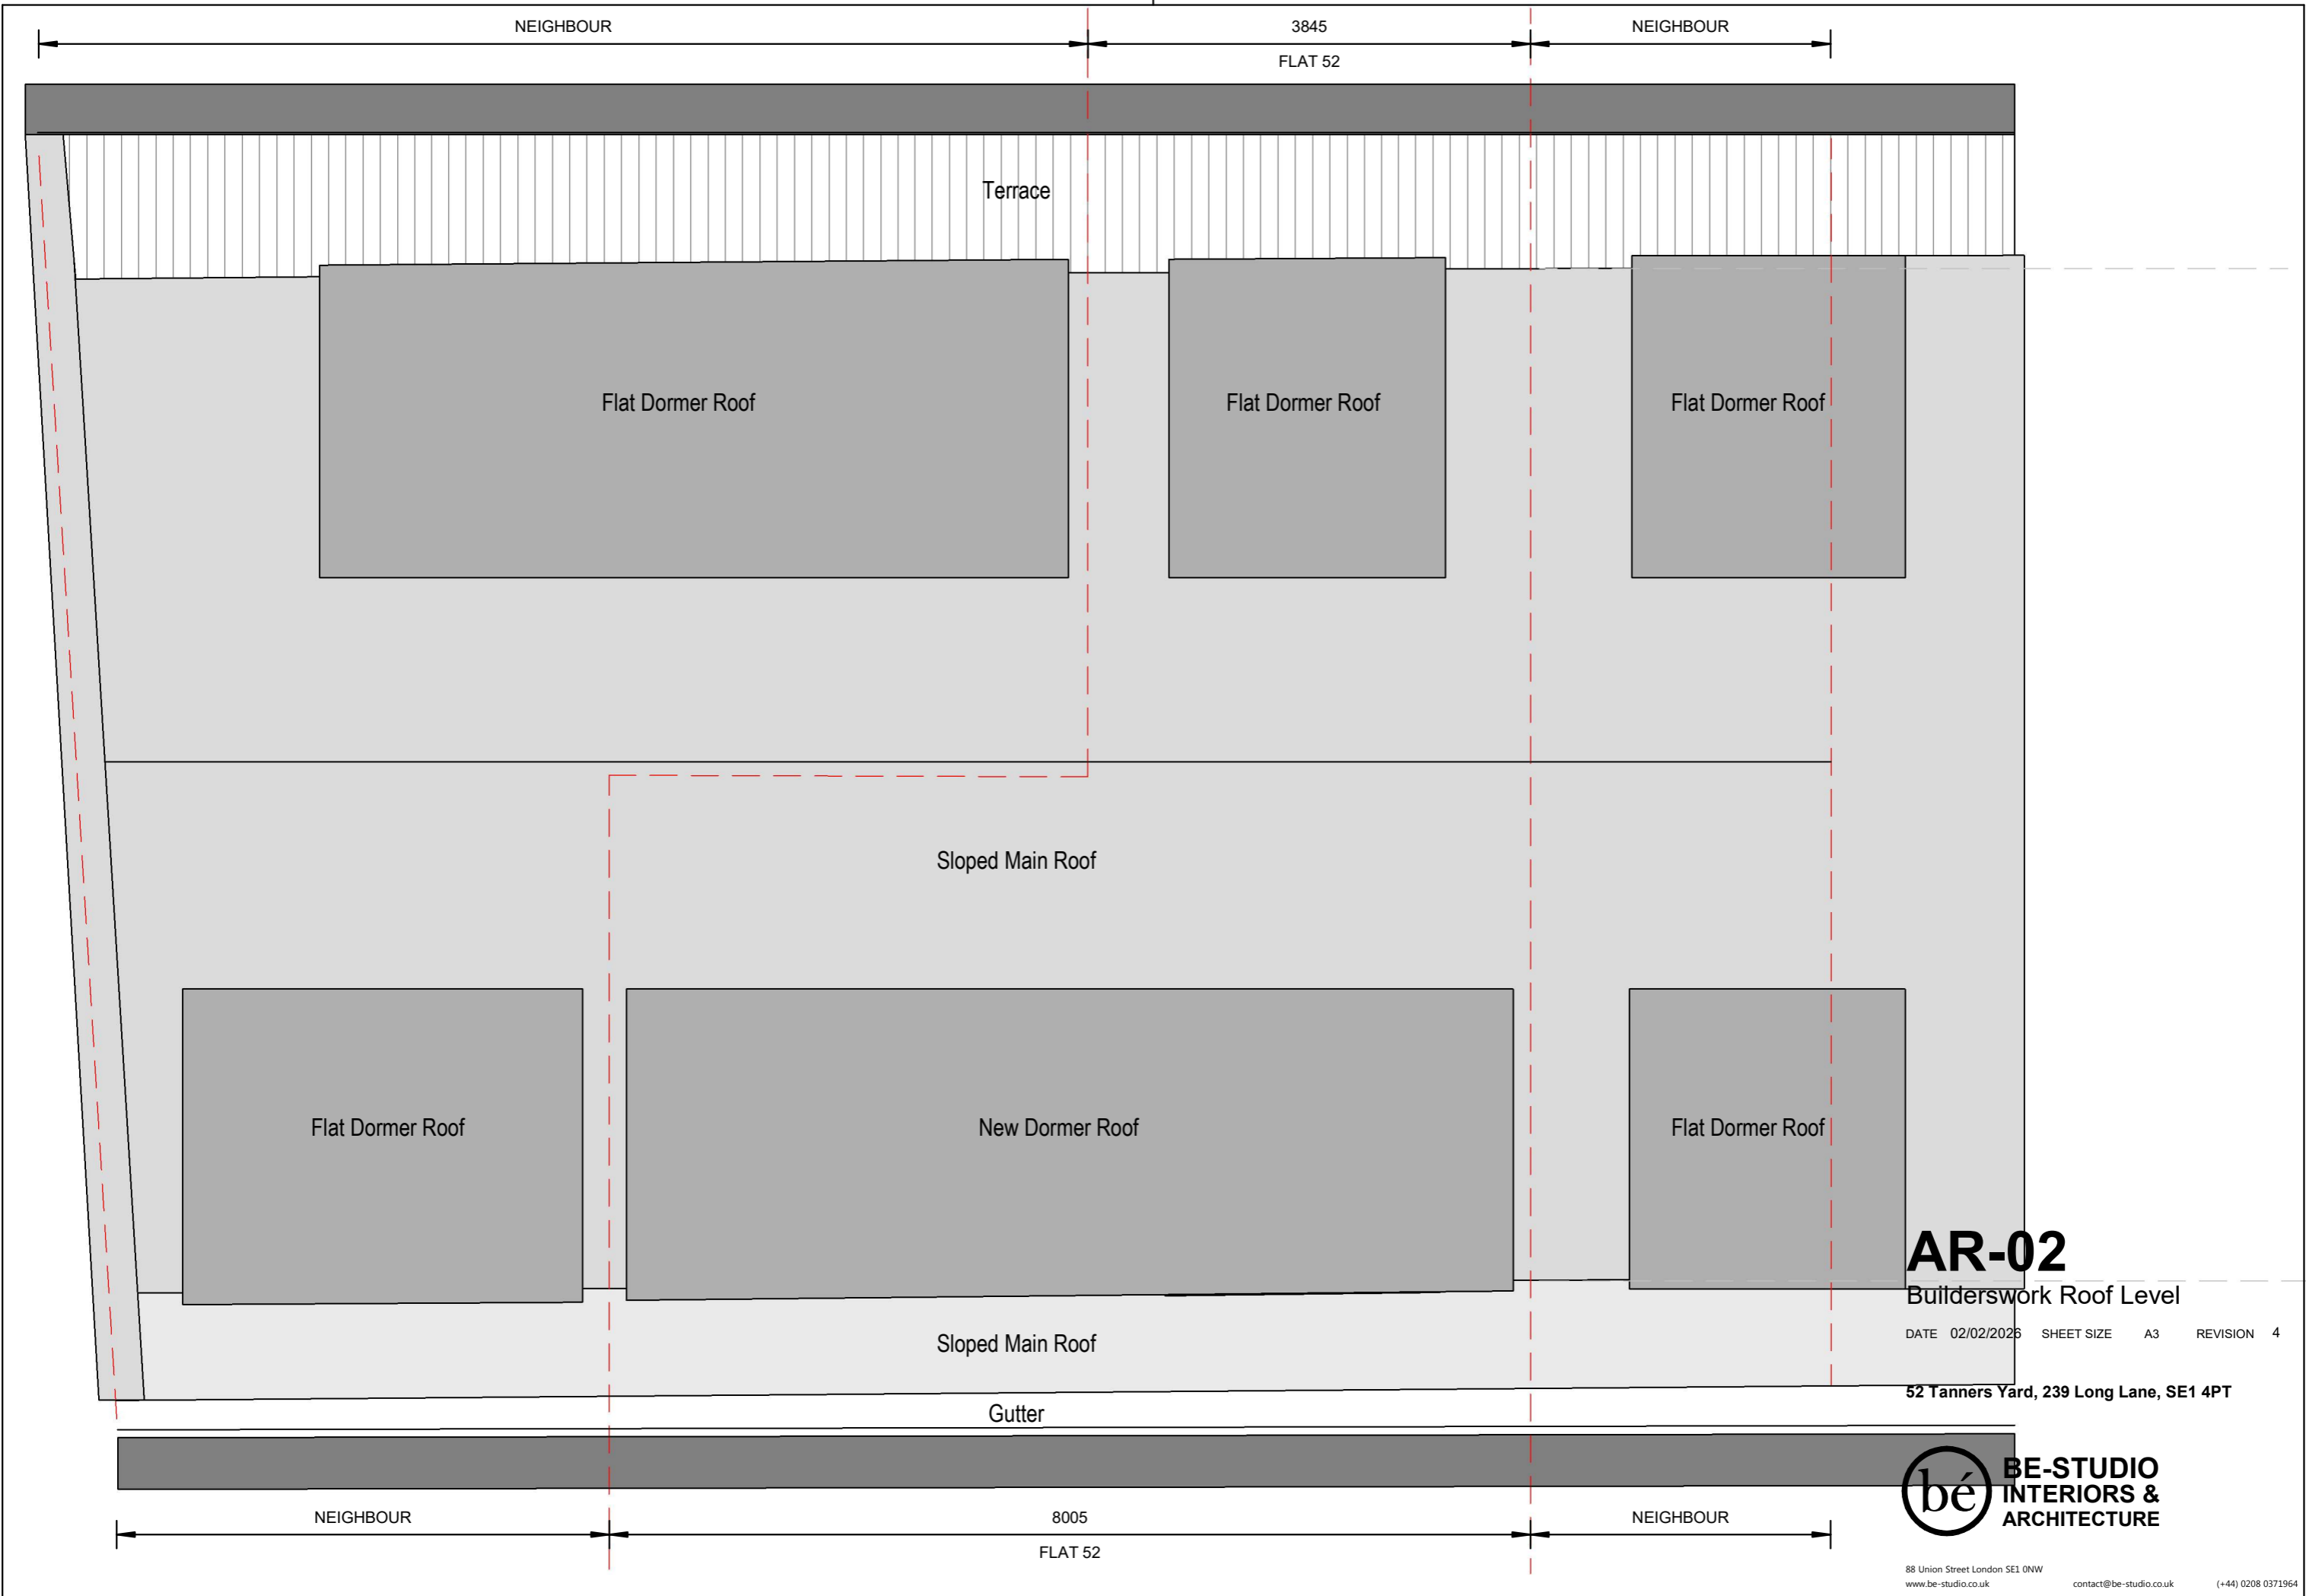 NEIGHBOUR
3845
NEIGHBOUR
FLAT 52
Terrace
Flat Dormer Roof
Flat Dormer Roof
Flat Dormer Roof
Sloped Main Roof
Flat Dormer Roof
New Dormer Roof
Flat Dormer Roof
AR-02
Builderswork Roof Level
DATE 02/02/2026 SHEET SIZE A3 REVISION 4
Sloped Main Roof
52 Tanners Yard, 239 Long Lane, SE1 4PT
Gutter
bé
BE-STUDIO
INTERIORS &
ARCHITECTURE
NEIGHBOUR
8005
NEIGHBOUR
FLAT 52
88 Union Street London SE1 0NW
www.be-studio.co.uk contact@be-studio.co.uk (+44) 0208 0371964